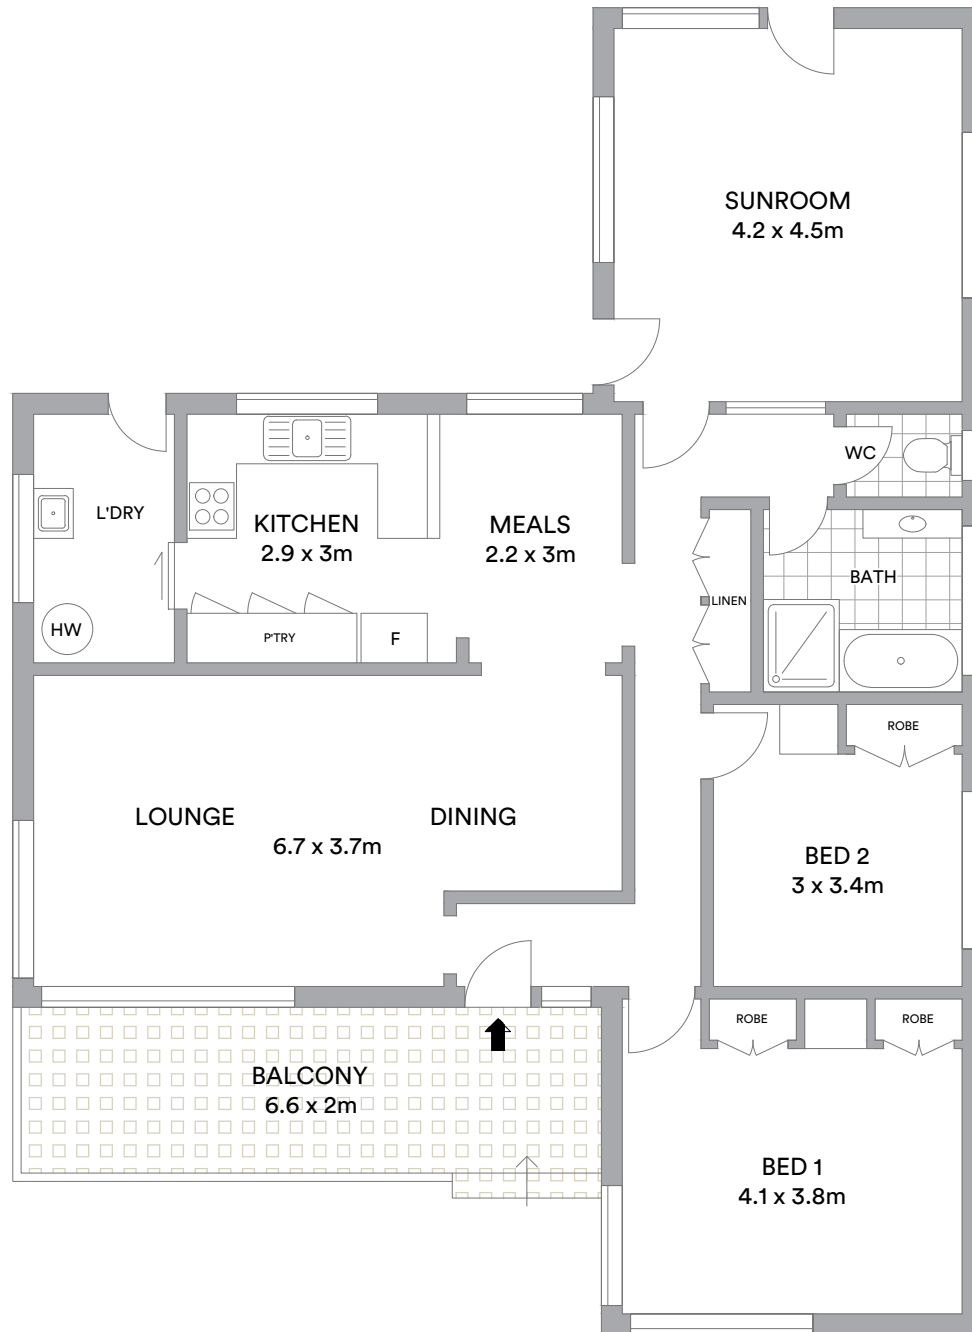 SUNROOM
4.2 x 4.5m
WC
L'DRY
KITCHEN
2.9 x 3m
MEALS
2.2 x 3m
BATH
LINEN
HW
P'TRY
F
ROBE
LOUNGE
DINING
6.7 x 3.7m
BED 2
3 x 3.4m
ROBE
ROBE
BALCONY
6.6 x 2m
BED 1
4.1 x 3.8m